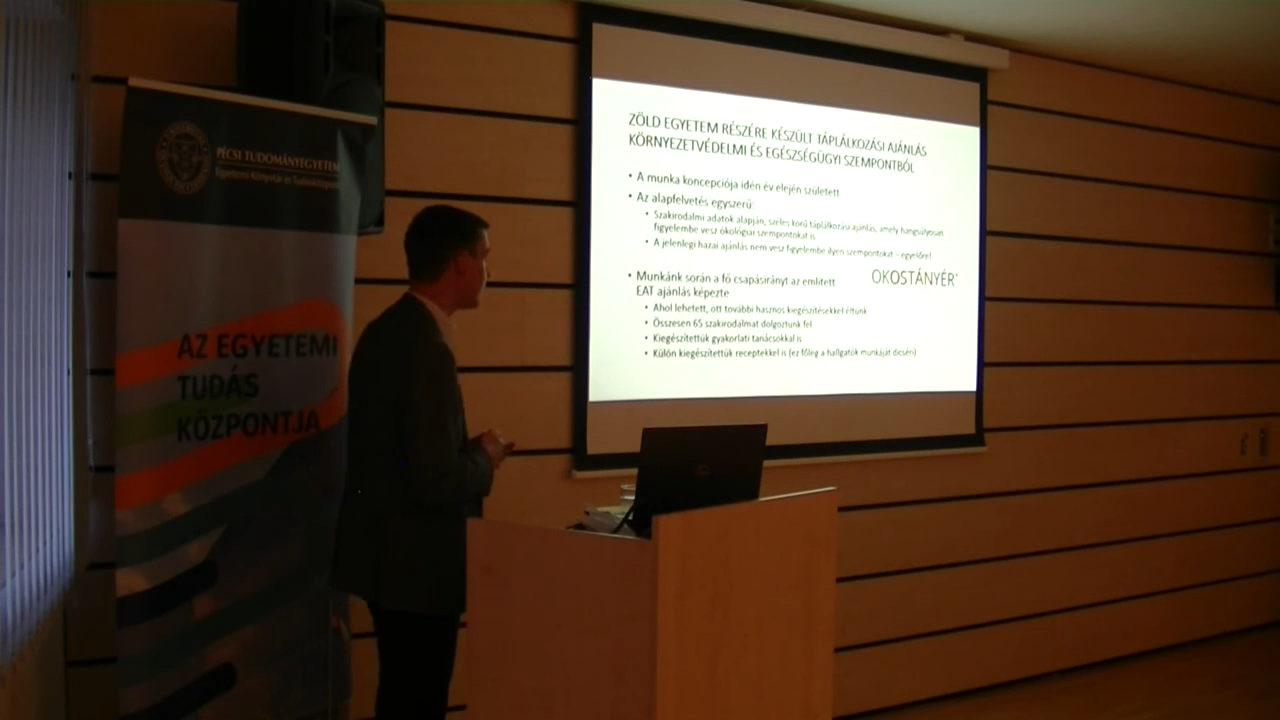 PÉCSI TUDOMÁNYEGYETEM
Egyetemi Könyvtár és Tudásközpont
AZ EGYETEMI
TUDÁS
KÖZPONTJA
ZÖLD EGYETEM RÉSZÉRE KÉSZÜLT TÁPLÁLKOZÁSI AJÁNLÁS
KÖRNYEZETVÉDELMI ÉS EGÉSZSÉGÜGYI SZEMPONTBÓL
• A munka koncepciója idén év elején született
• Az alapfelvetés egyszerű:
• Szakirodalmi adatok alapján, széles körű táplálkozási ajánlás, amely hangsúlyosan
figyelembe vesz ökológiai szempontokat is
• A jelenlegi hazai ajánlás nem vesz figyelembe ilyen szempontokat – egyelőre!
• Munkánk során a fő csapásirányt az említett
EAT ajánlás képezte
OKOSTÁNYÉR®
• Ahol lehetett, ott további hasznos kiegészítésekkel éltünk
• Összesen 65 szakirodalmat dolgoztunk fel
• Kiegészítettük gyakorlati tanácsokkal is
• Külön kiegészítettük receptekkel is (ez főleg a hallgatók munkáját dicséri)